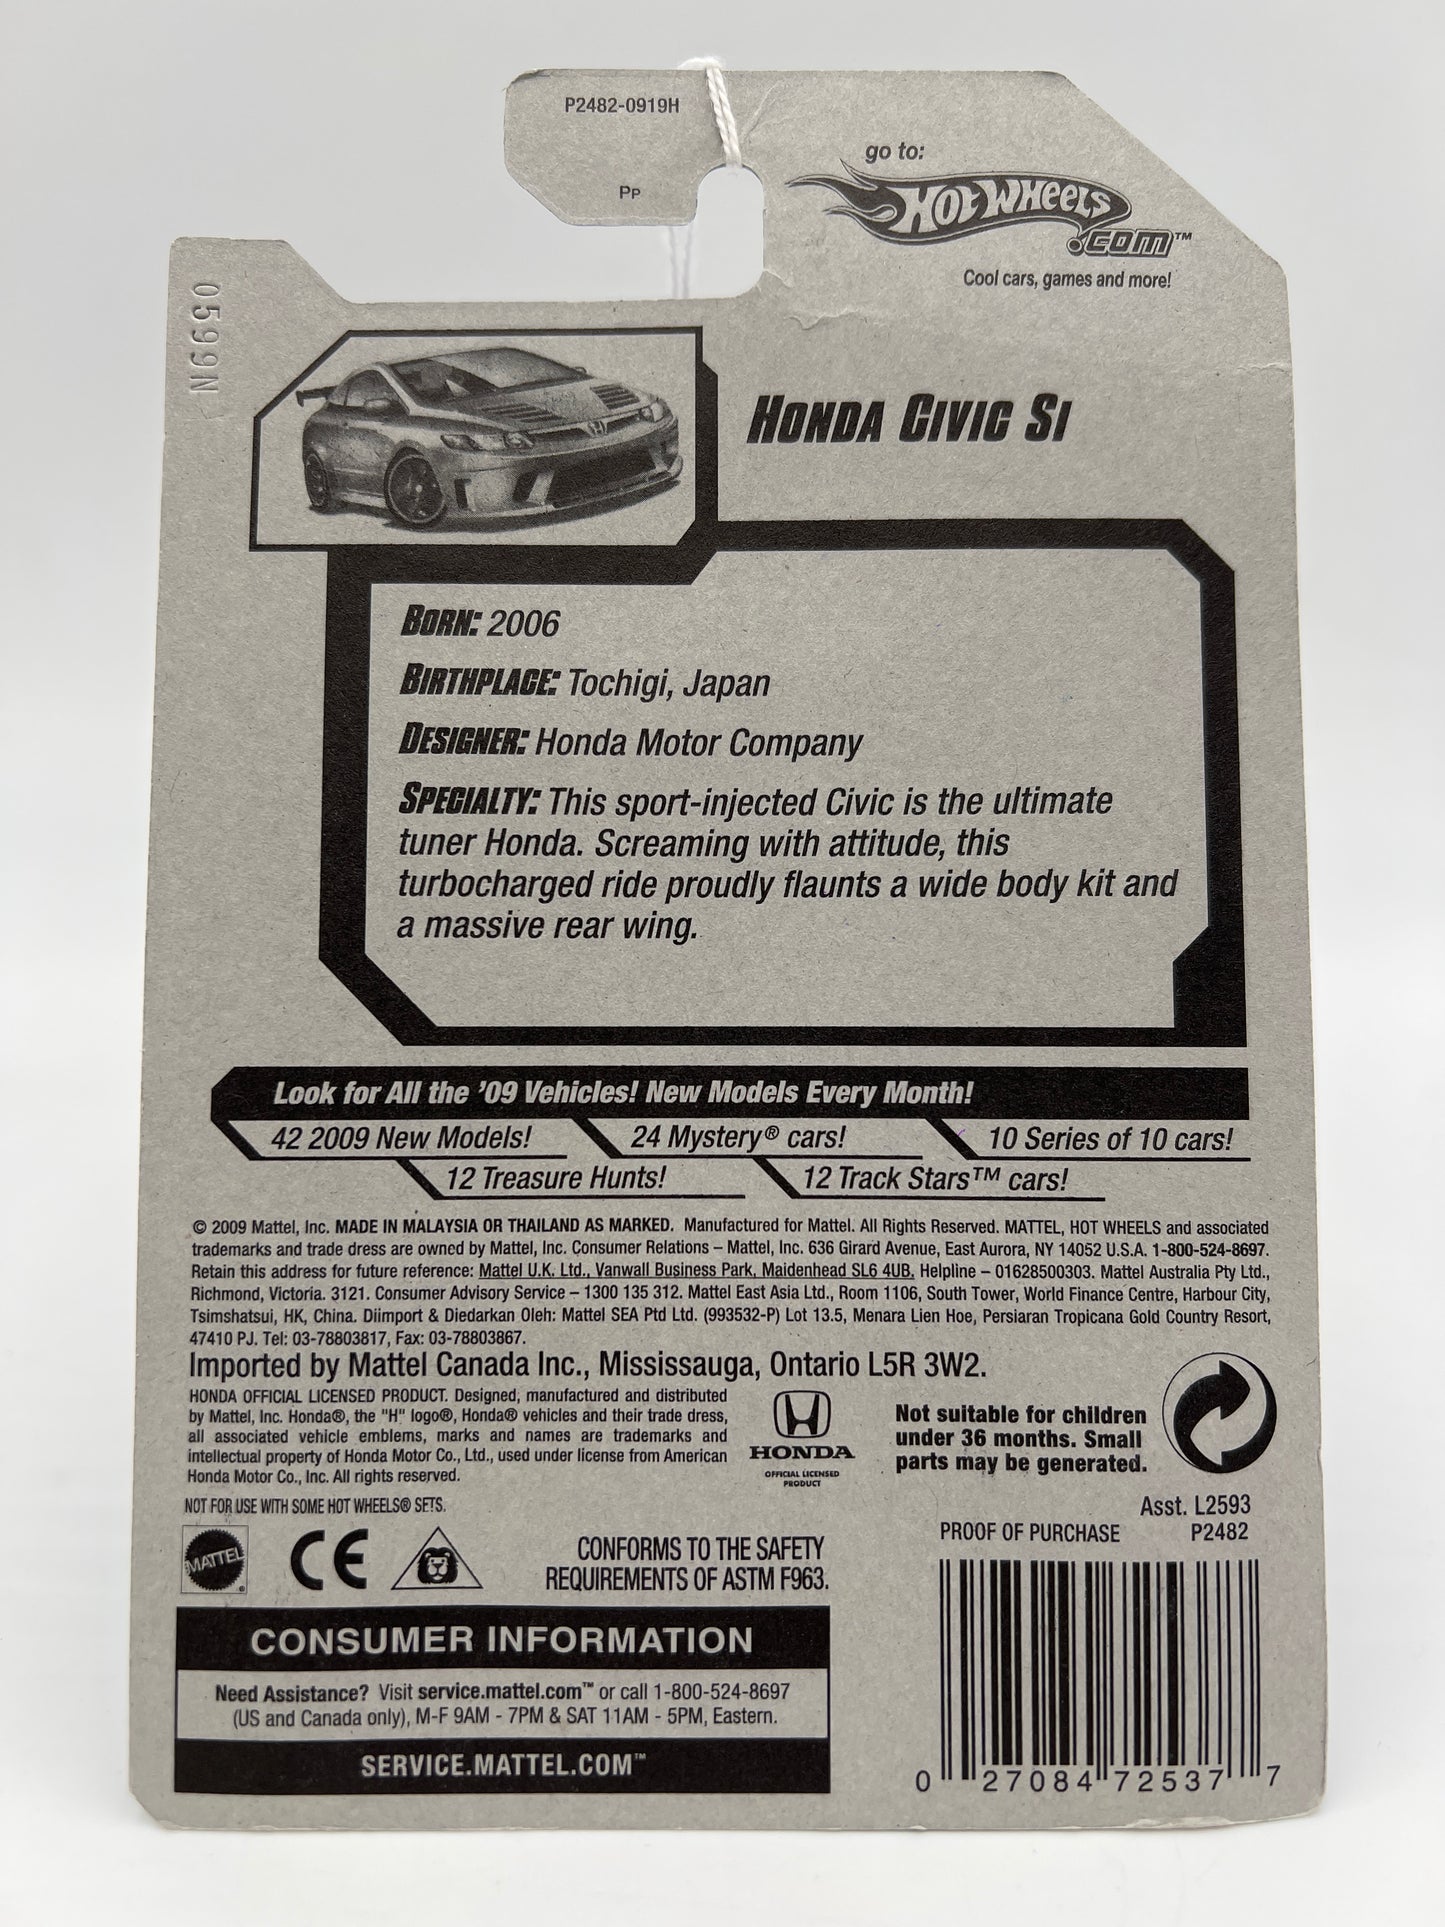 P2482-0919H
PP
go to:
HOT WHEELS
.COM™
Cool cars, games and more!
0599N
HONDA CIVIC SI
BORN: 2006
BIRTHPLACE: Tochigi, Japan
DESIGNER: Honda Motor Company
SPECIALTY: This sport-injected Civic is the ultimate
tuner Honda. Screaming with attitude, this
turbocharged ride proudly flaunts a wide body kit and
a massive rear wing.
Look for All the '09 Vehicles! New Models Every Month!
42 2009 New Models! 24 Mystery® cars! 10 Series of 10 cars!
12 Treasure Hunts! 12 Track Stars™ cars!
© 2009 Mattel, Inc. MADE IN MALAYSIA OR THAILAND AS MARKED. Manufactured for Mattel. All Rights Reserved. MATTEL, HOT WHEELS and associated
trademarks and trade dress are owned by Mattel, Inc. Consumer Relations – Mattel, Inc. 636 Girard Avenue, East Aurora, NY 14052 U.S.A. 1-800-524-8697.
Retain this address for future reference: Mattel U.K. Ltd., Vanwall Business Park, Maidenhead SL6 4UB. Helpline – 01628500303. Mattel Australia Pty Ltd.,
Richmond, Victoria. 3121. Consumer Advisory Service – 1300 135 312. Mattel East Asia Ltd., Room 1106, South Tower, World Finance Centre, Harbour City,
Tsimshatsui, HK, China. Diimport & Diedarkan Oleh: Mattel SEA Ptd Ltd. (993532-P) Lot 13.5, Menara Lien Hoe, Persiaran Tropicana Gold Country Resort,
47410 PJ. Tel: 03-78803817, Fax: 03-78803867.
Imported by Mattel Canada Inc., Mississauga, Ontario L5R 3W2.
HONDA OFFICIAL LICENSED PRODUCT. Designed, manufactured and distributed
by Mattel, Inc. Honda®, the "H" logo®, Honda® vehicles and their trade dress,
all associated vehicle emblems, marks and names are trademarks and
intellectual property of Honda Motor Co., Ltd., used under license from American
Honda Motor Co., Inc. All rights reserved.
HONDA
OFFICIAL LICENSED
PRODUCT
Not suitable for children
under 36 months. Small
parts may be generated.
NOT FOR USE WITH SOME HOT WHEELS® SETS.
Asst. L2593
PROOF OF PURCHASE P2482
MATTEL
CE
CONFORMS TO THE SAFETY
REQUIREMENTS OF ASTM F963.
CONSUMER INFORMATION
Need Assistance? Visit service.mattel.com™ or call 1-800-524-8697
(US and Canada only), M-F 9AM - 7PM & SAT 11AM - 5PM, Eastern.
SERVICE.MATTEL.COM™
0 27084 72537 7